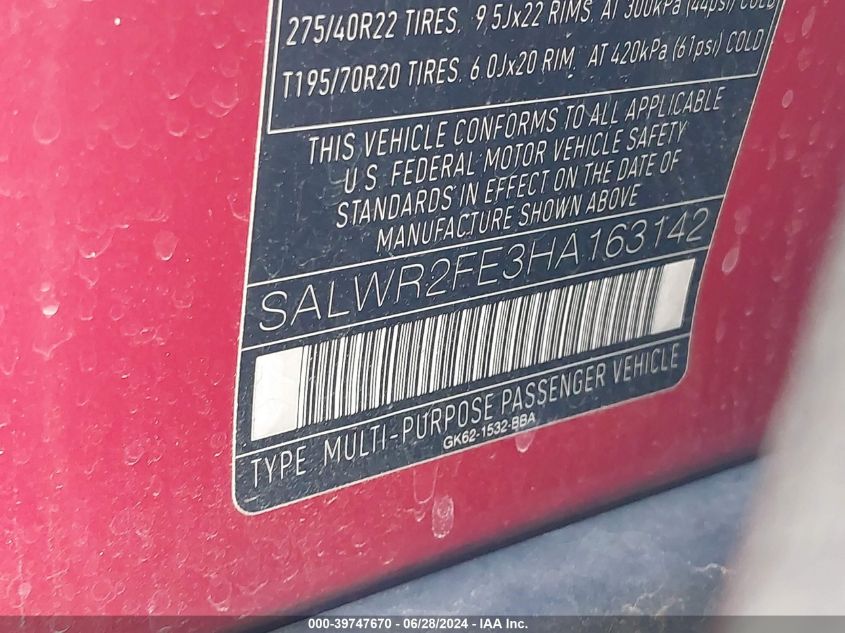 275/40R22 TIRES, 9.5Jx22 RIMS, AT 300kPa (44psi) COLD
T195/70R20 TIRES, 6.0Jx20 RIM, AT 420kPa (61psi) COLD
THIS VEHICLE CONFORMS TO ALL APPLICABLE
U.S. FEDERAL MOTOR VEHICLE SAFETY
STANDARDS IN EFFECT ON THE DATE OF
MANUFACTURE SHOWN ABOVE
SALWR2FE3HA163142
TYPE MULTI-PURPOSE PASSENGER VEHICLE
GK62-1532-BBA
000-39747670 - 06/28/2024 - IAA Inc.